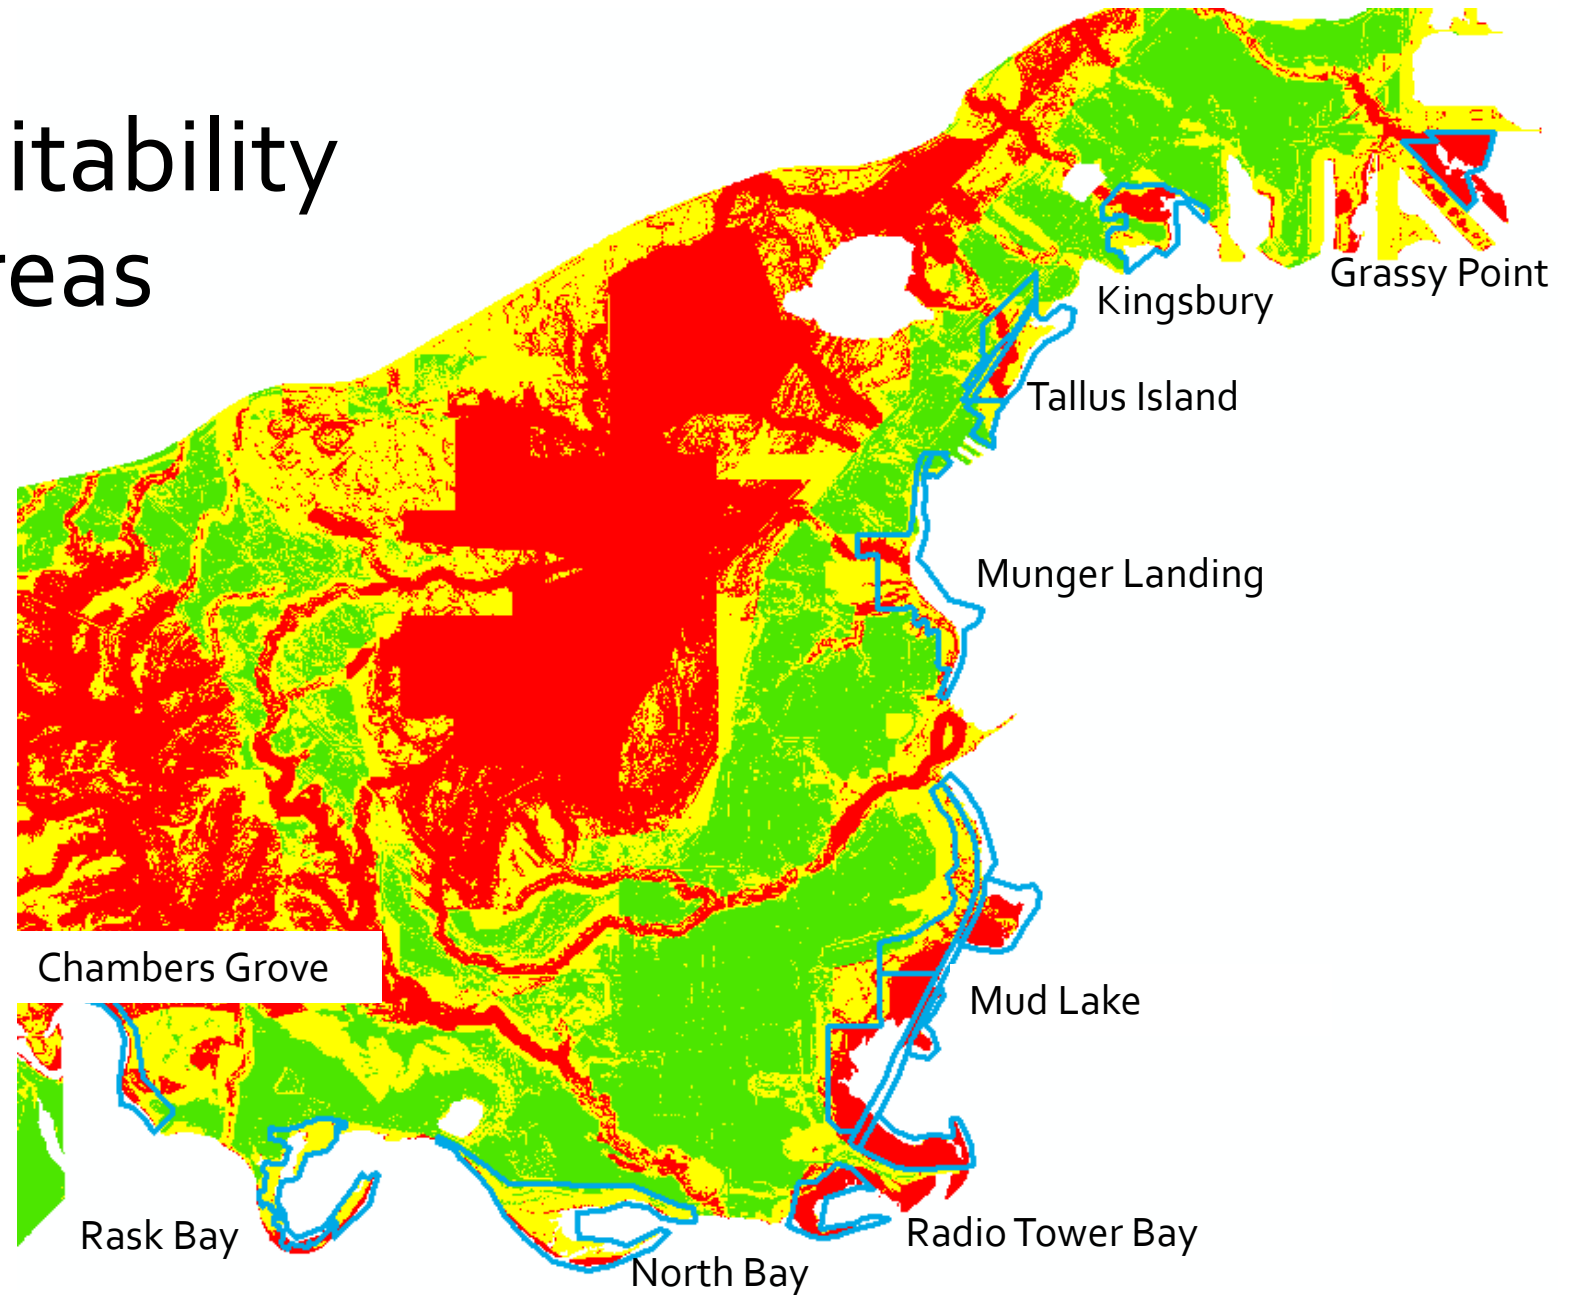 itability
reas
Grassy Point
Kingsbury
Tallus Island
Munger Landing
Chambers Grove
Mud Lake
Rask Bay
Radio Tower Bay
North Bay